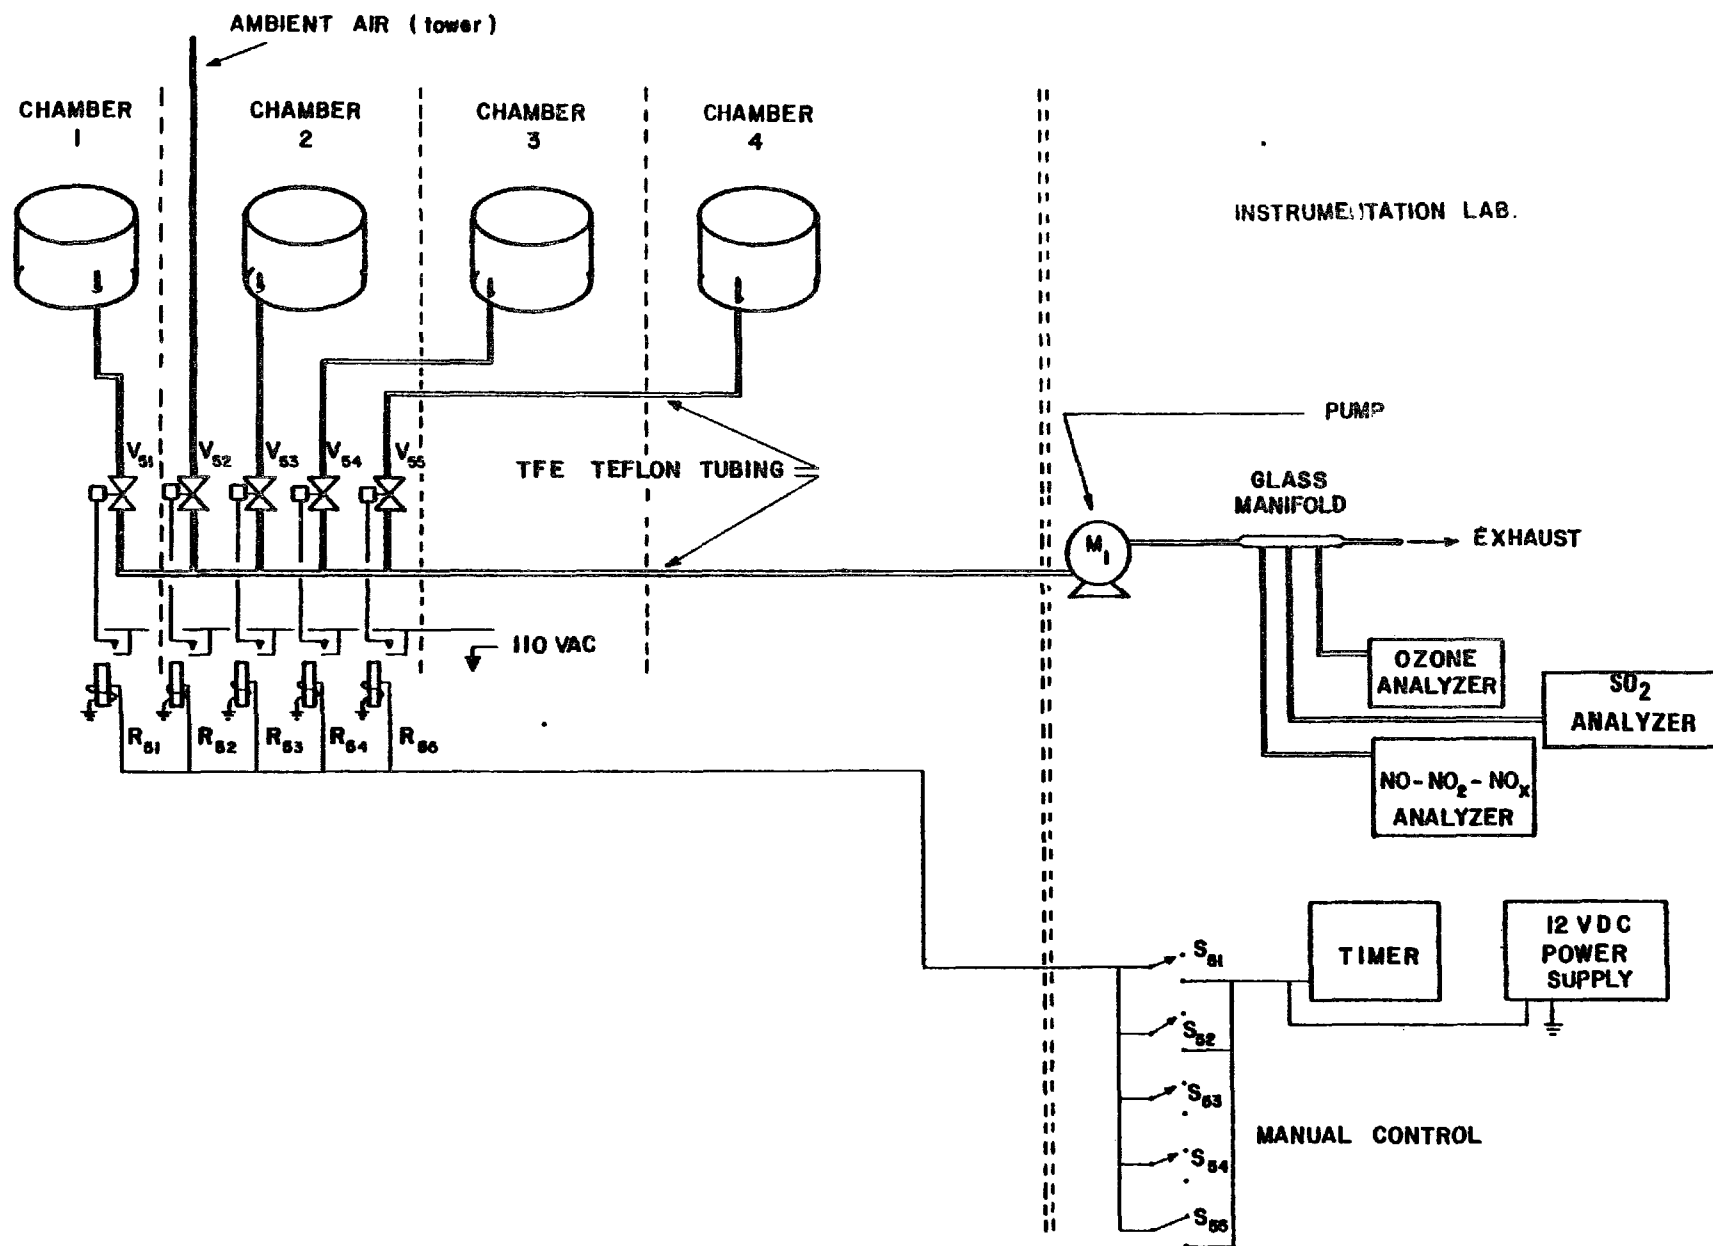 AMBIENT AIR (tower)
CHAMBER
1
CHAMBER
2
CHAMBER
3
CHAMBER
4
INSTRUMENTATION LAB.
PUMP
V51
V52
V53
V54
V55
TFE TEFLON TUBING
GLASS
MANIFOLD
M1
EXHAUST
110 VAC
OZONE
ANALYZER
SO2
ANALYZER
NO-NO2-NOX
ANALYZER
R51
R52
R53
R54
R55
TIMER
12 VDC
POWER
SUPPLY
S51
S52
S53
S54
S55
MANUAL CONTROL